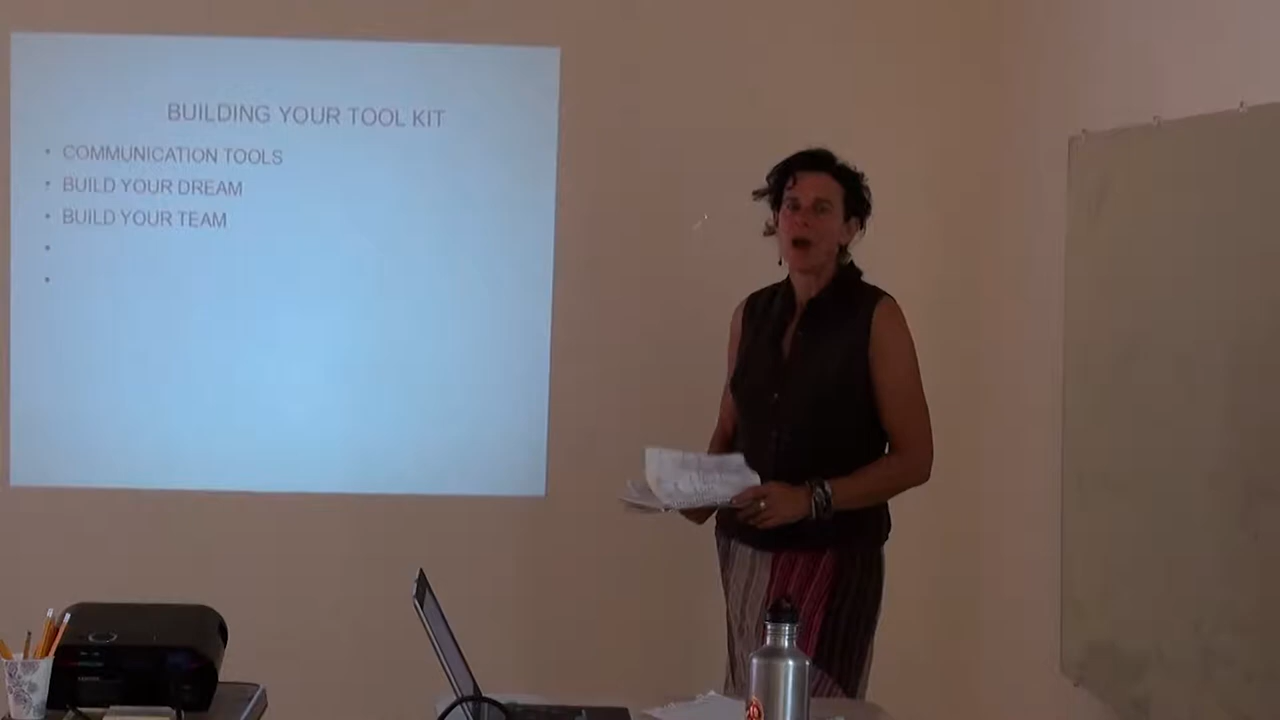 BUILDING YOUR TOOL KIT
• COMMUNICATION TOOLS
• BUILD YOUR DREAM
• BUILD YOUR TEAM
•
•